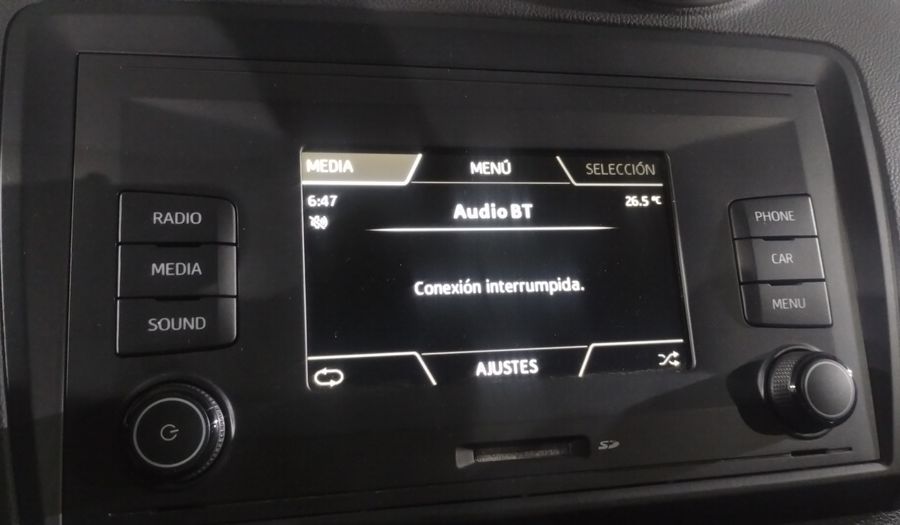 MEDIA MENÚ SELECCIÓN
6:47 Audio BT 26.5 °C
Conexión interrumpida.
AJUSTES
RADIO
MEDIA
SOUND
PHONE
CAR
MENU
SD